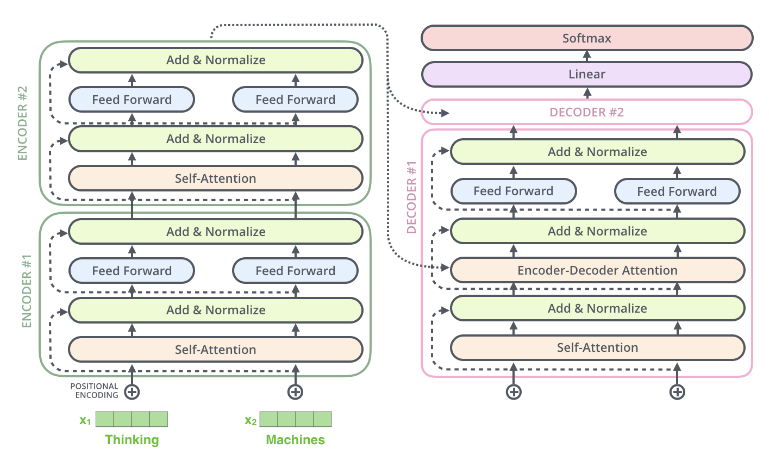 ENCODER #2
Add & Normalize
Feed Forward
Feed Forward
Add & Normalize
Self-Attention
ENCODER #1
Add & Normalize
Feed Forward
Feed Forward
Add & Normalize
Self-Attention
POSITIONAL
ENCODING
x₁
x₂
Thinking
Machines
Softmax
Linear
DECODER #2
DECODER #1
Add & Normalize
Feed Forward
Feed Forward
Add & Normalize
Encoder-Decoder Attention
Add & Normalize
Self-Attention